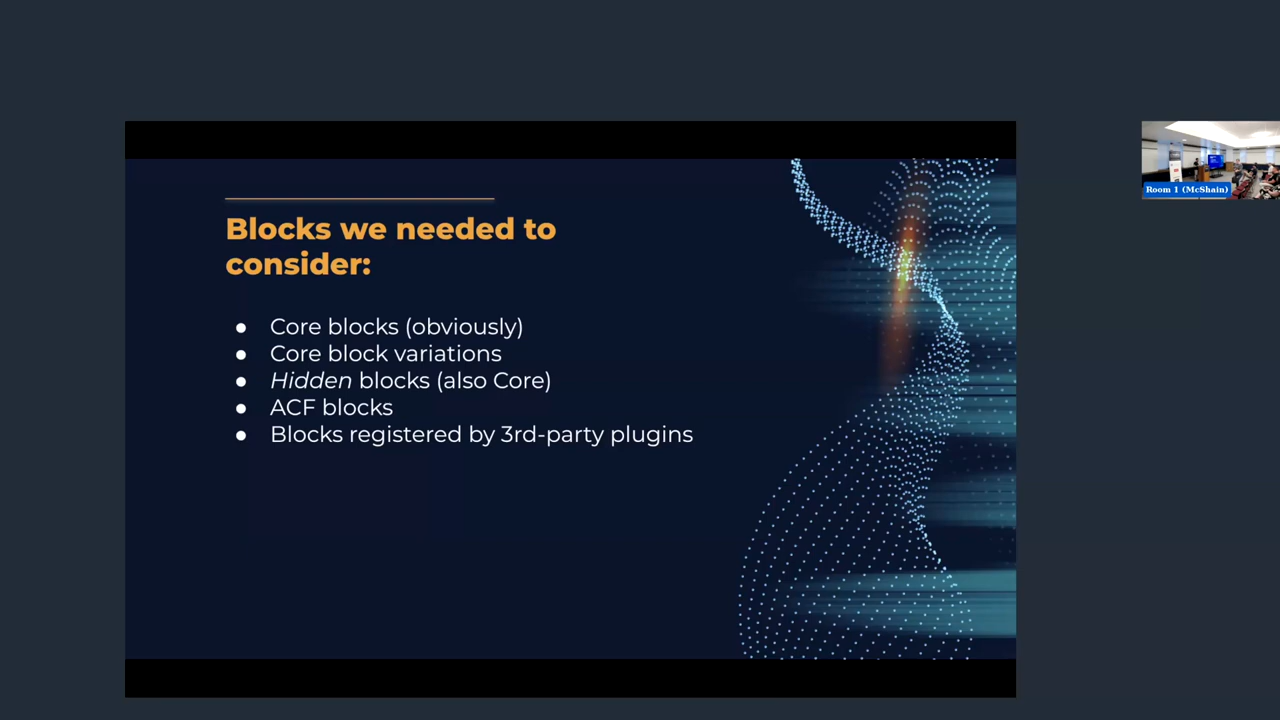 Blocks we needed to
consider:
● Core blocks (obviously)
● Core block variations
● Hidden blocks (also Core)
● ACF blocks
● Blocks registered by 3rd-party plugins
Room 1 (McShain)